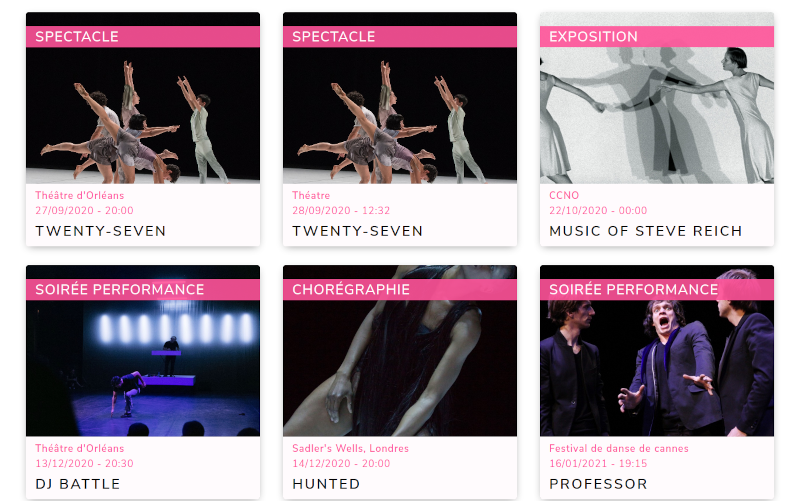 SPECTACLE
Théâtre d'Orléans
27/09/2020 - 20:00
TWENTY-SEVEN
SPECTACLE
Théatre
28/09/2020 - 12:32
TWENTY-SEVEN
EXPOSITION
CCNO
22/10/2020 - 00:00
MUSIC OF STEVE REICH
SOIRÉE PERFORMANCE
Théâtre d'Orléans
13/12/2020 - 20:30
DJ BATTLE
CHORÉGRAPHIE
Sadler's Wells, Londres
14/12/2020 - 20:00
HUNTED
SOIRÉE PERFORMANCE
Festival de danse de cannes
16/01/2021 - 19:15
PROFESSOR